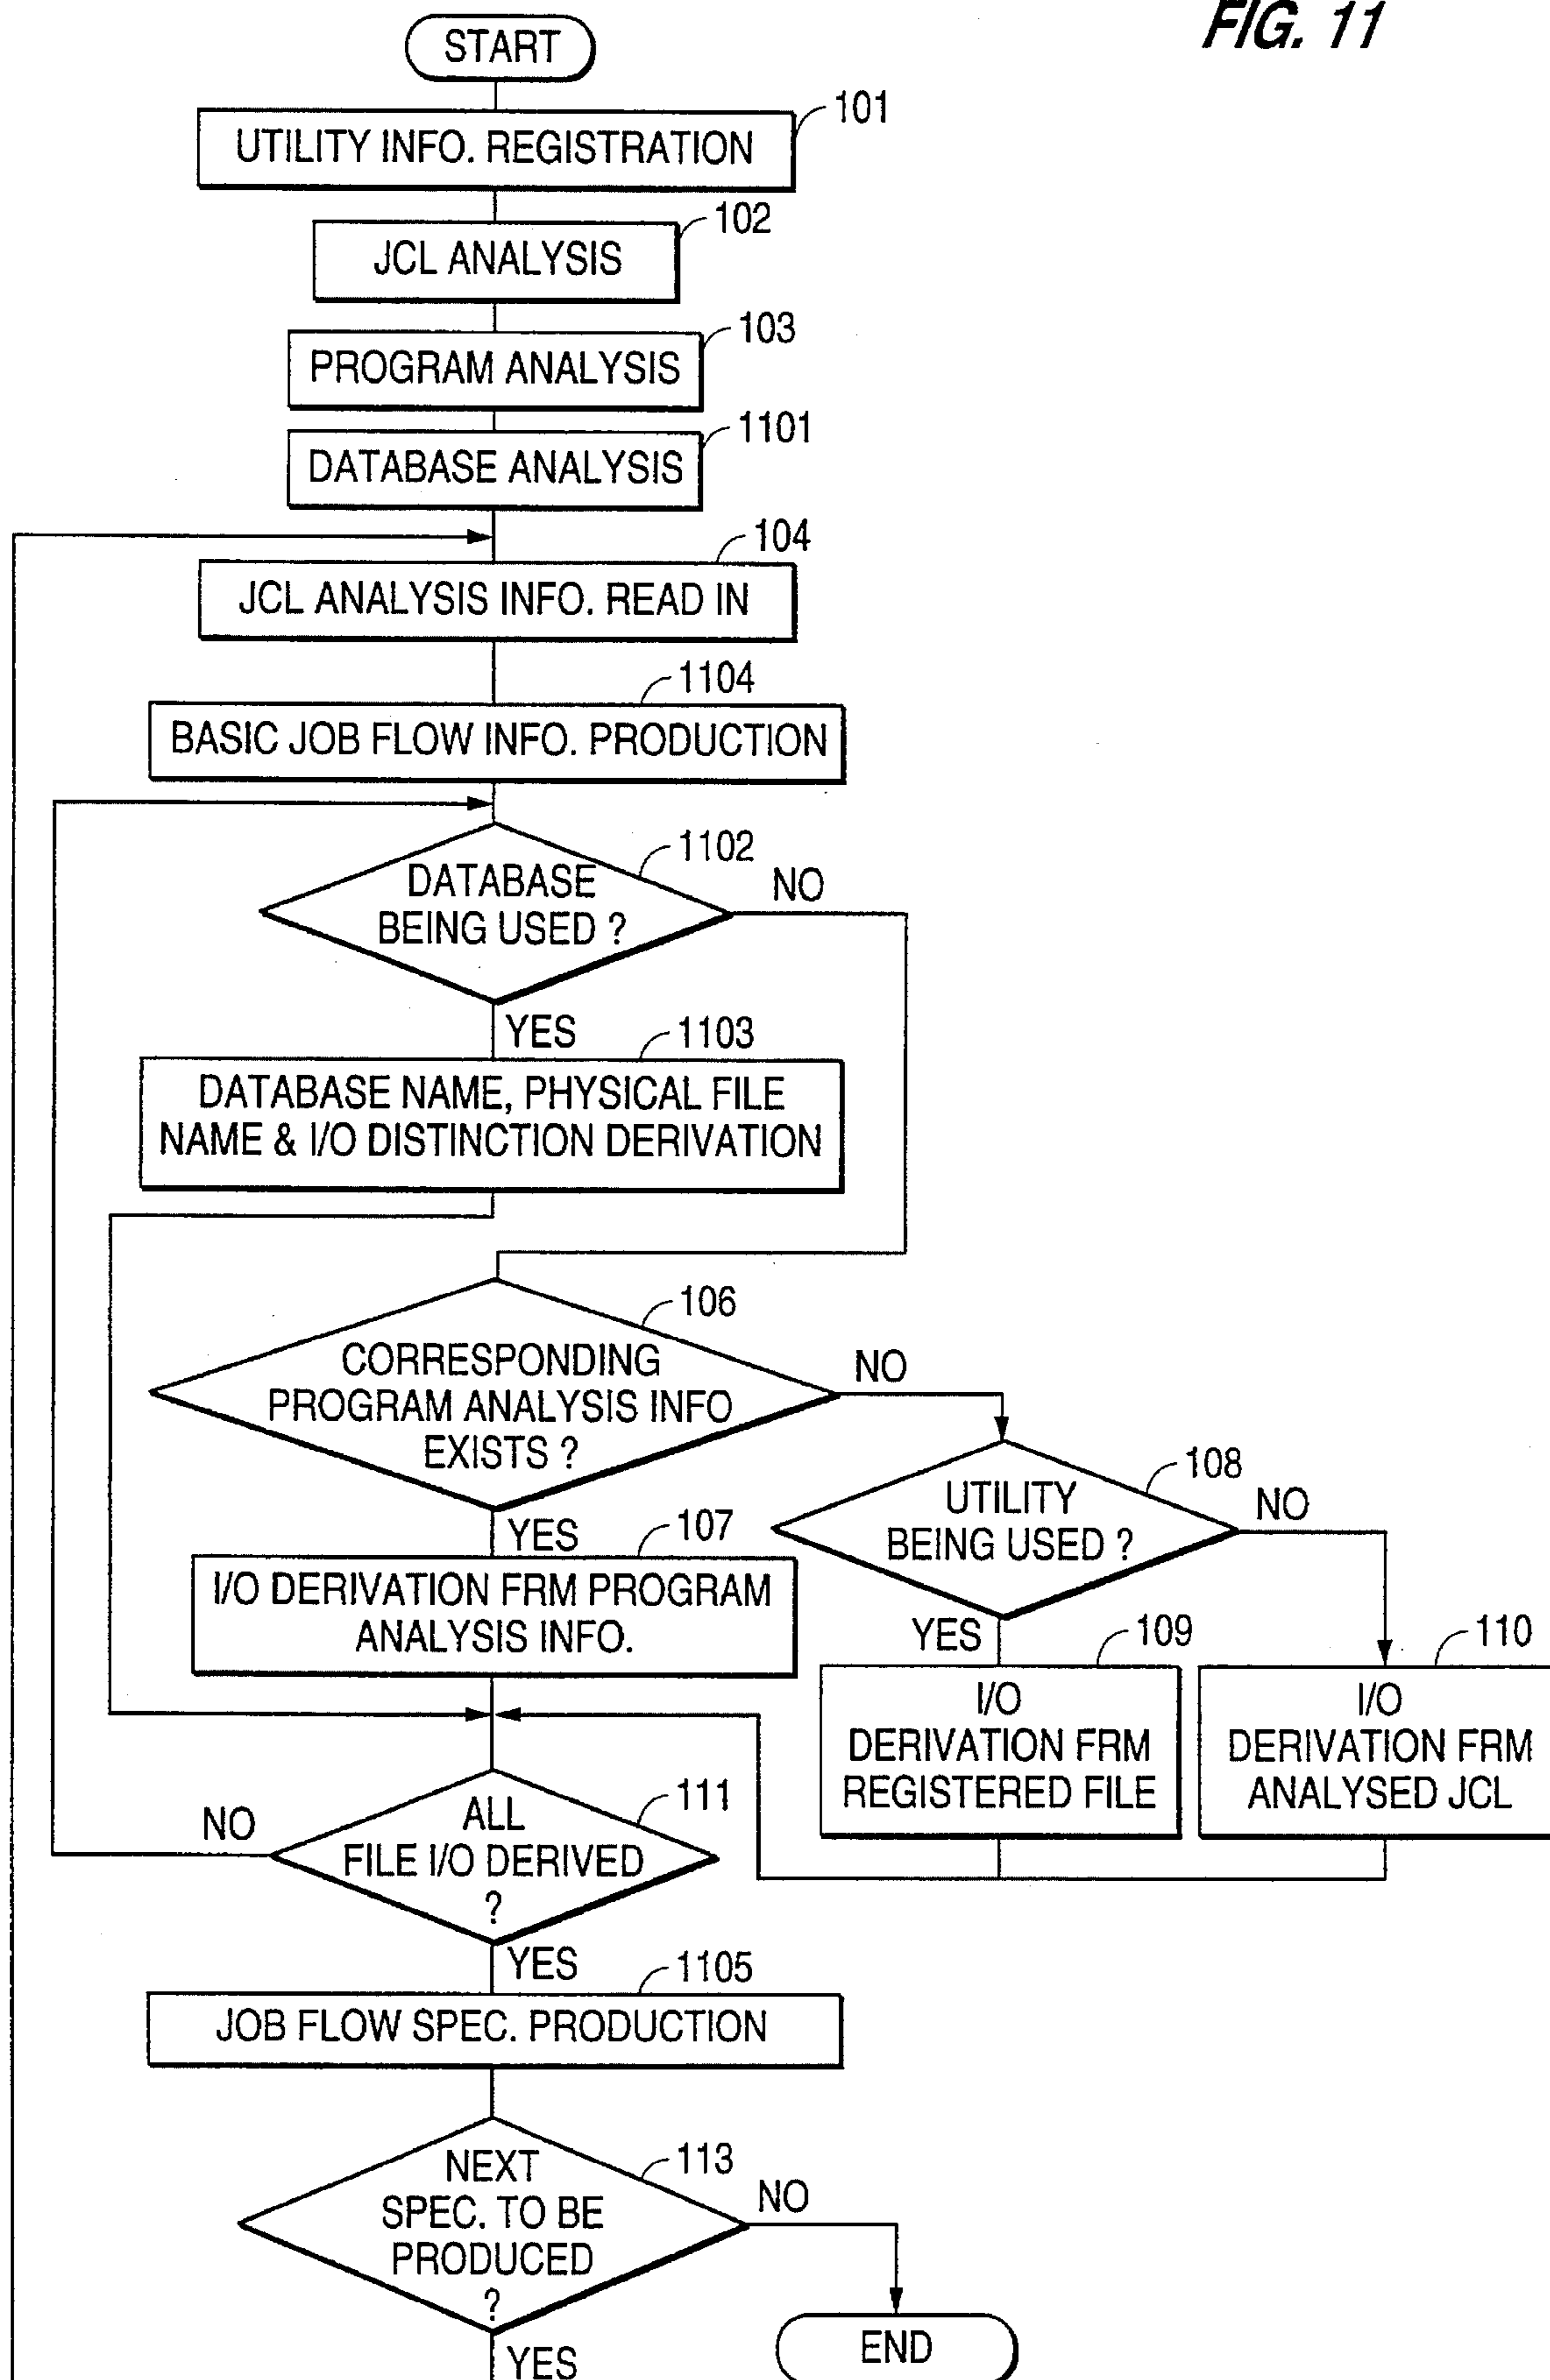 FIG. 11
START
101
UTILITY INFO. REGISTRATION
102
JCL ANALYSIS
103
PROGRAM ANALYSIS
1101
DATABASE ANALYSIS
104
JCL ANALYSIS INFO. READ IN
1104
BASIC JOB FLOW INFO. PRODUCTION
1102
DATABASE
BEING USED ?
NO
YES
1103
DATABASE NAME, PHYSICAL FILE
NAME & I/O DISTINCTION DERIVATION
106
CORRESPONDING
PROGRAM ANALYSIS INFO
EXISTS ?
NO
YES
108
UTILITY
BEING USED ?
NO
YES
107
I/O DERIVATION FRM PROGRAM
ANALYSIS INFO.
109
I/O
DERIVATION FRM
REGISTERED FILE
110
I/O
DERIVATION FRM
ANALYSED JCL
111
ALL
FILE I/O DERIVED
?
NO
YES
1105
JOB FLOW SPEC. PRODUCTION
113
NEXT
SPEC. TO BE
PRODUCED
?
NO
YES
END